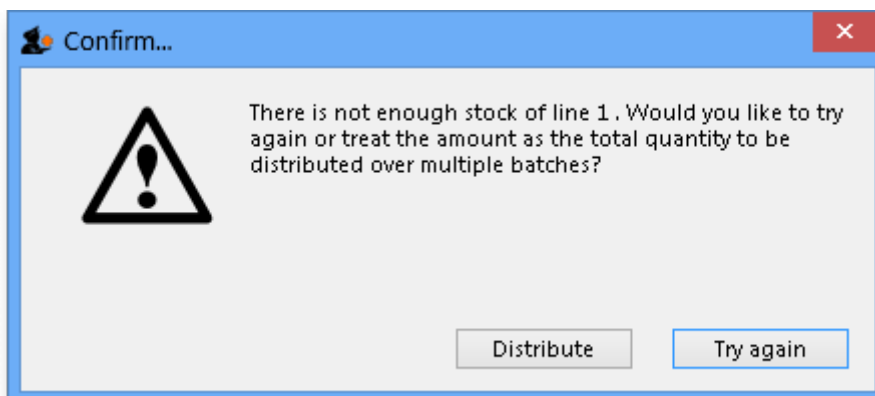 Confirm...
There is not enough stock of line 1 . Would you like to try
again or treat the amount as the total quantity to be
distributed over multiple batches?
Distribute
Try again